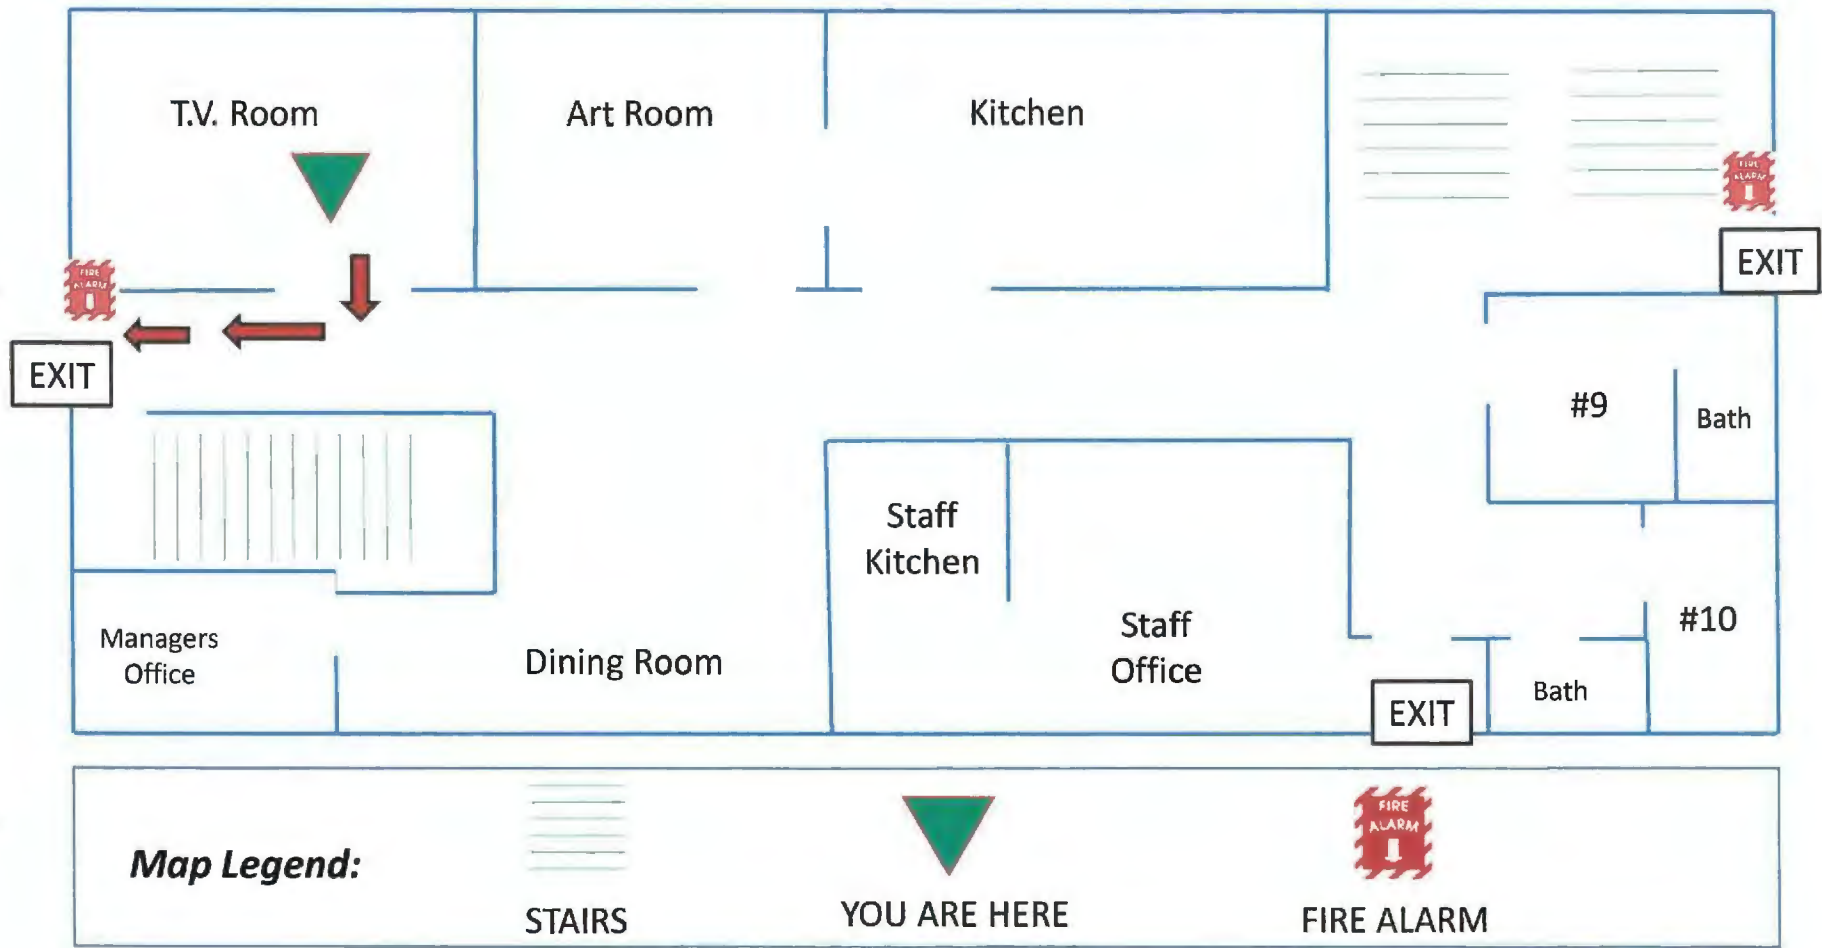 T.V. Room
Art Room
Kitchen
FIRE
ALARM
EXIT
FIRE
ALARM
EXIT
#9
Bath
Staff
Kitchen
Managers
Office
Dining Room
Staff
Office
#10
Bath
EXIT
Map Legend:
STAIRS
YOU ARE HERE
FIRE
ALARM
FIRE ALARM